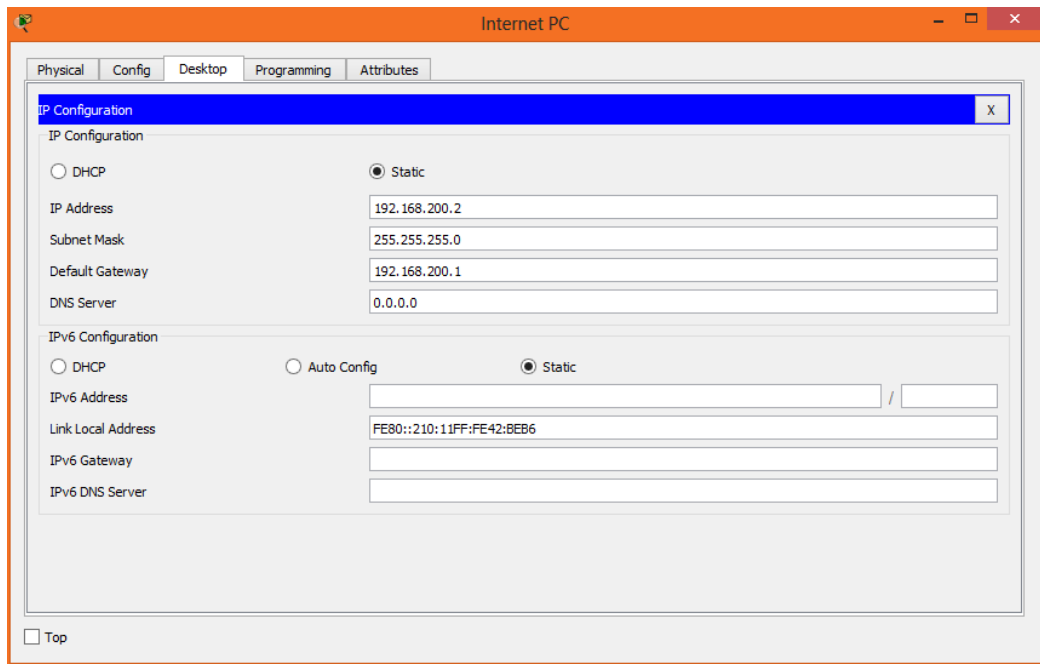 Internet PC
Physical Config Desktop Programming Attributes
IP Configuration X
IP Configuration
DHCP Static
IP Address 192.168.200.2
Subnet Mask 255.255.255.0
Default Gateway 192.168.200.1
DNS Server 0.0.0.0
IPv6 Configuration
DHCP Auto Config Static
IPv6 Address /
Link Local Address FE80::210:11FF:FE42:BEB6
IPv6 Gateway
IPv6 DNS Server
Top